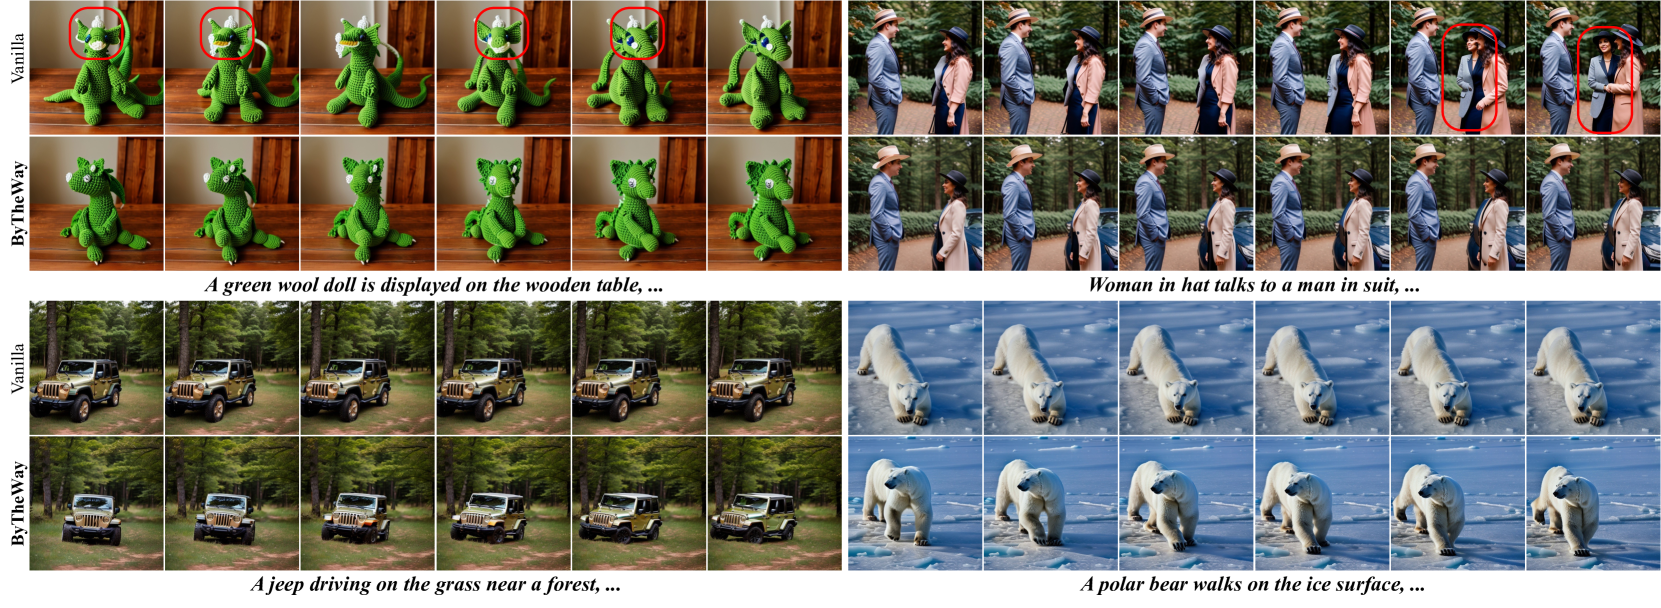 Vanilla
ByTheWay
A green wool doll is displayed on the wooden table, ...
Woman in hat talks to a man in suit, ...
Vanilla
ByTheWay
A jeep driving on the grass near a forest, ...
A polar bear walks on the ice surface, ...